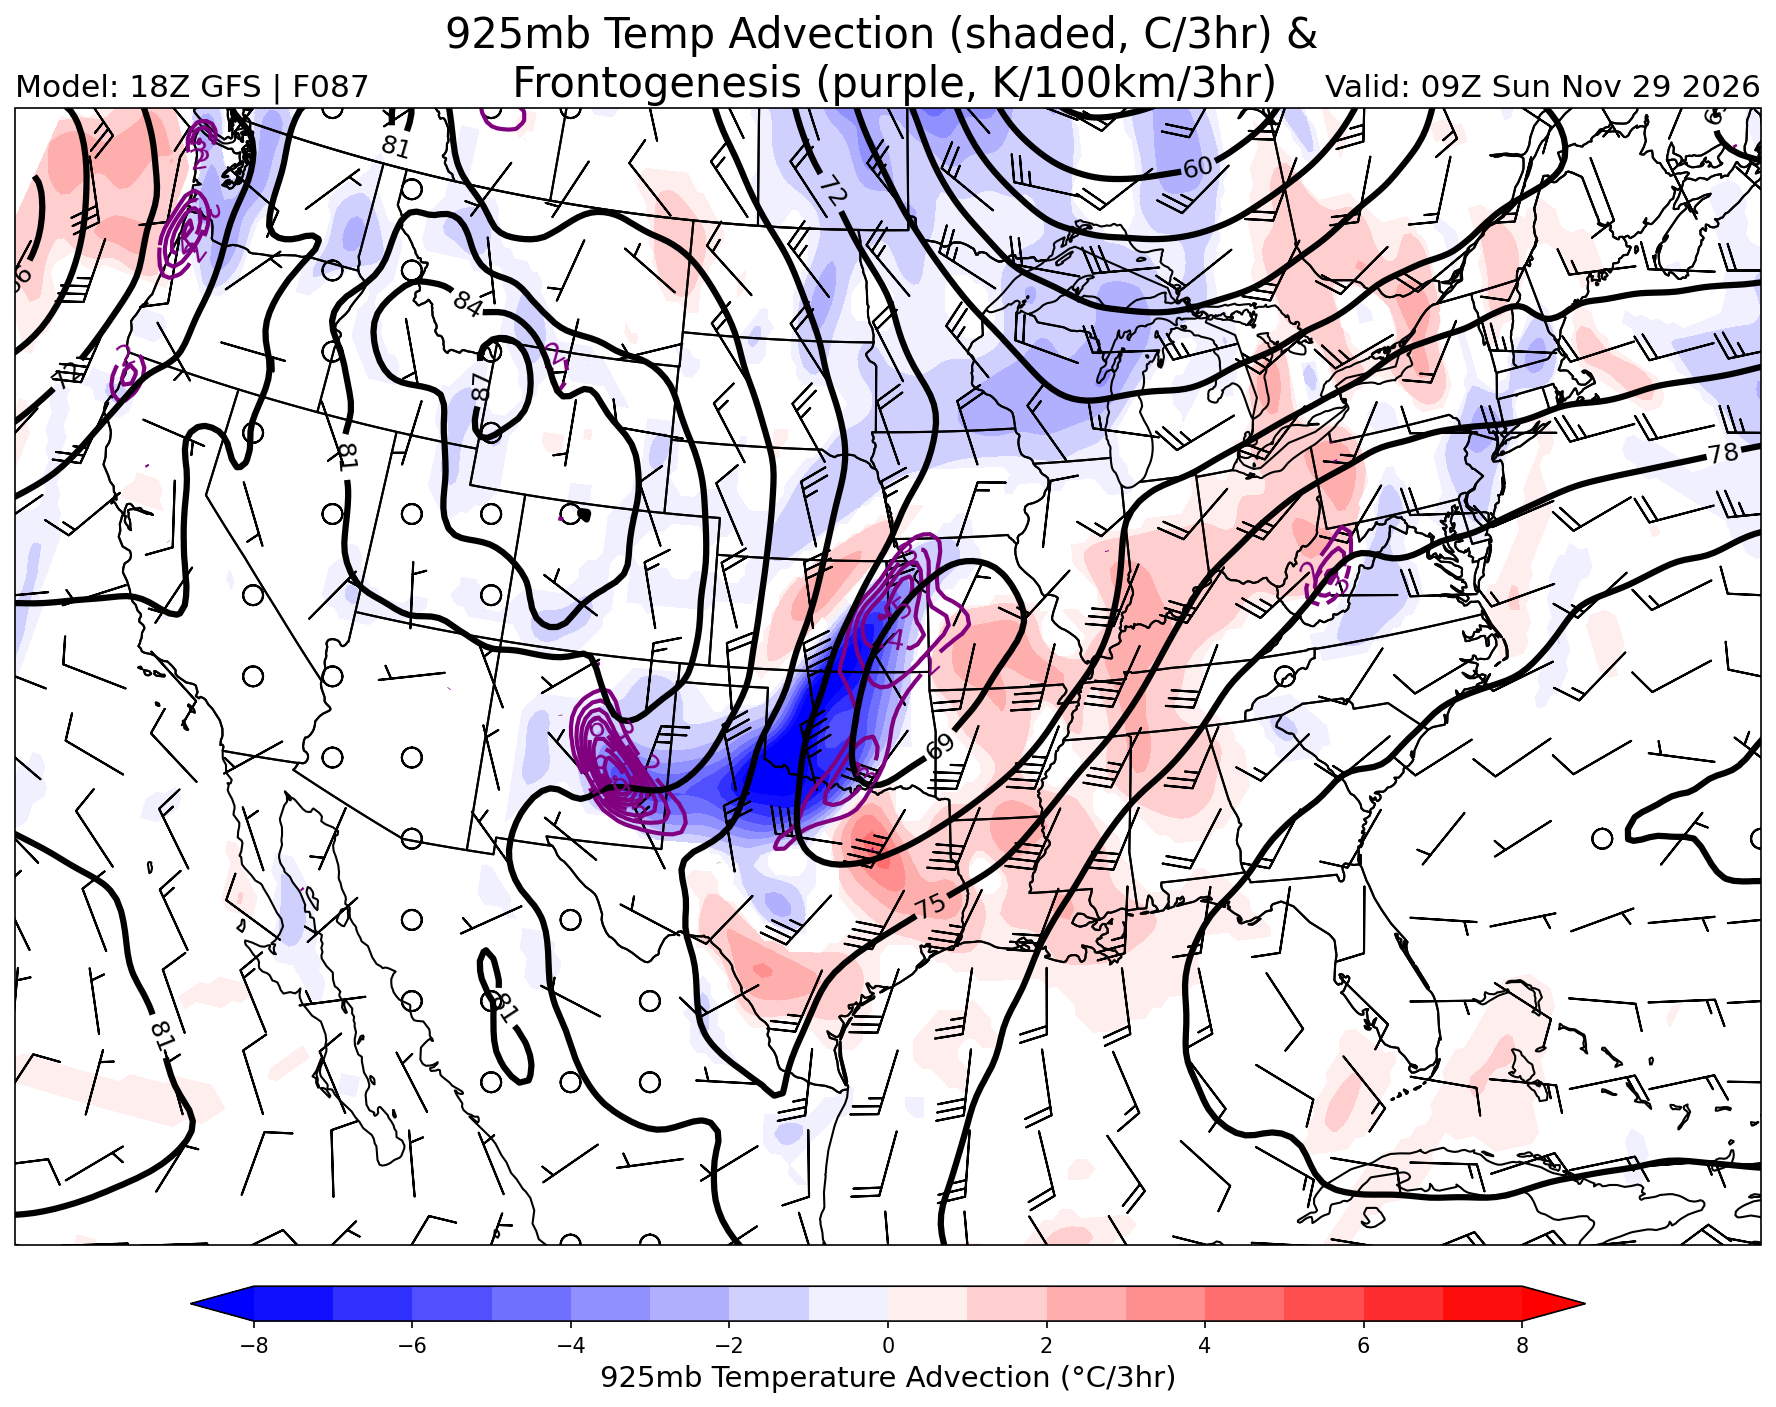 925mb Temp Advection (shaded, C/3hr) &
Frontogenesis (purple, K/100km/3hr)
Model: 18Z GFS | F087
Valid: 09Z Sun Nov 29 2026
81
60
72
84
87
81
78
69
75
81
81
−8 −6 −4 −2 0 2 4 6 8
925mb Temperature Advection (°C/3hr)